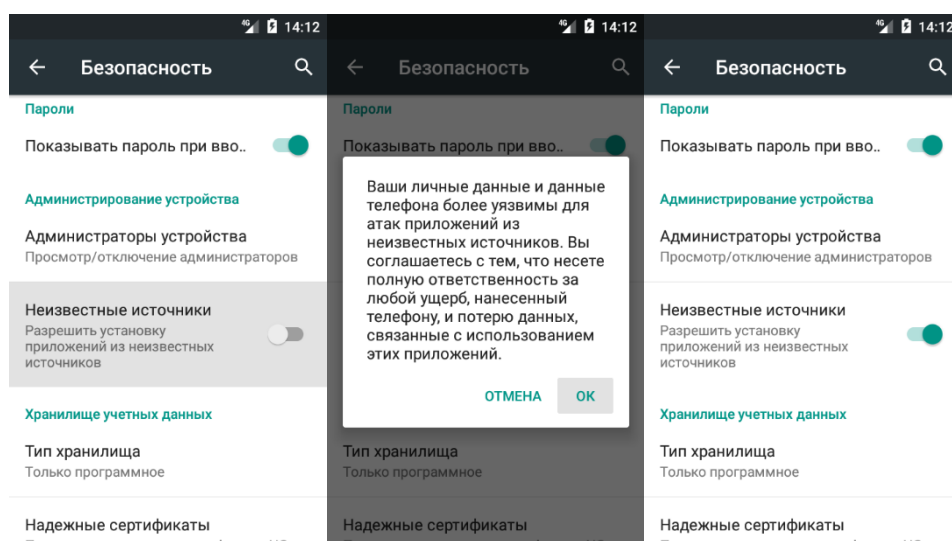 4G 14:12
Безопасность
Пароли
Показывать пароль при вво..
Администрирование устройства
Администраторы устройства
Просмотр/отключение администраторов
Неизвестные источники
Разрешить установку
приложений из неизвестных
источников
Хранилище учетных данных
Тип хранилища
Только программное
Надежные сертификаты
4G 14:12
Безопасность
Пароли
Показывать пароль при вво..
Ваши личные данные и данные
телефона более уязвимы для
атак приложений из
неизвестных источников. Вы
соглашаетесь с тем, что несете
полную ответственность за
любой ущерб, нанесенный
телефону, и потерю данных,
связанные с использованием
этих приложений.
ОТМЕНА ОК
Тип хранилища
Только программное
Надежные сертификаты
4G 14:12
Безопасность
Пароли
Показывать пароль при вво..
Администрирование устройства
Администраторы устройства
Просмотр/отключение администраторов
Неизвестные источники
Разрешить установку
приложений из неизвестных
источников
Хранилище учетных данных
Тип хранилища
Только программное
Надежные сертификаты